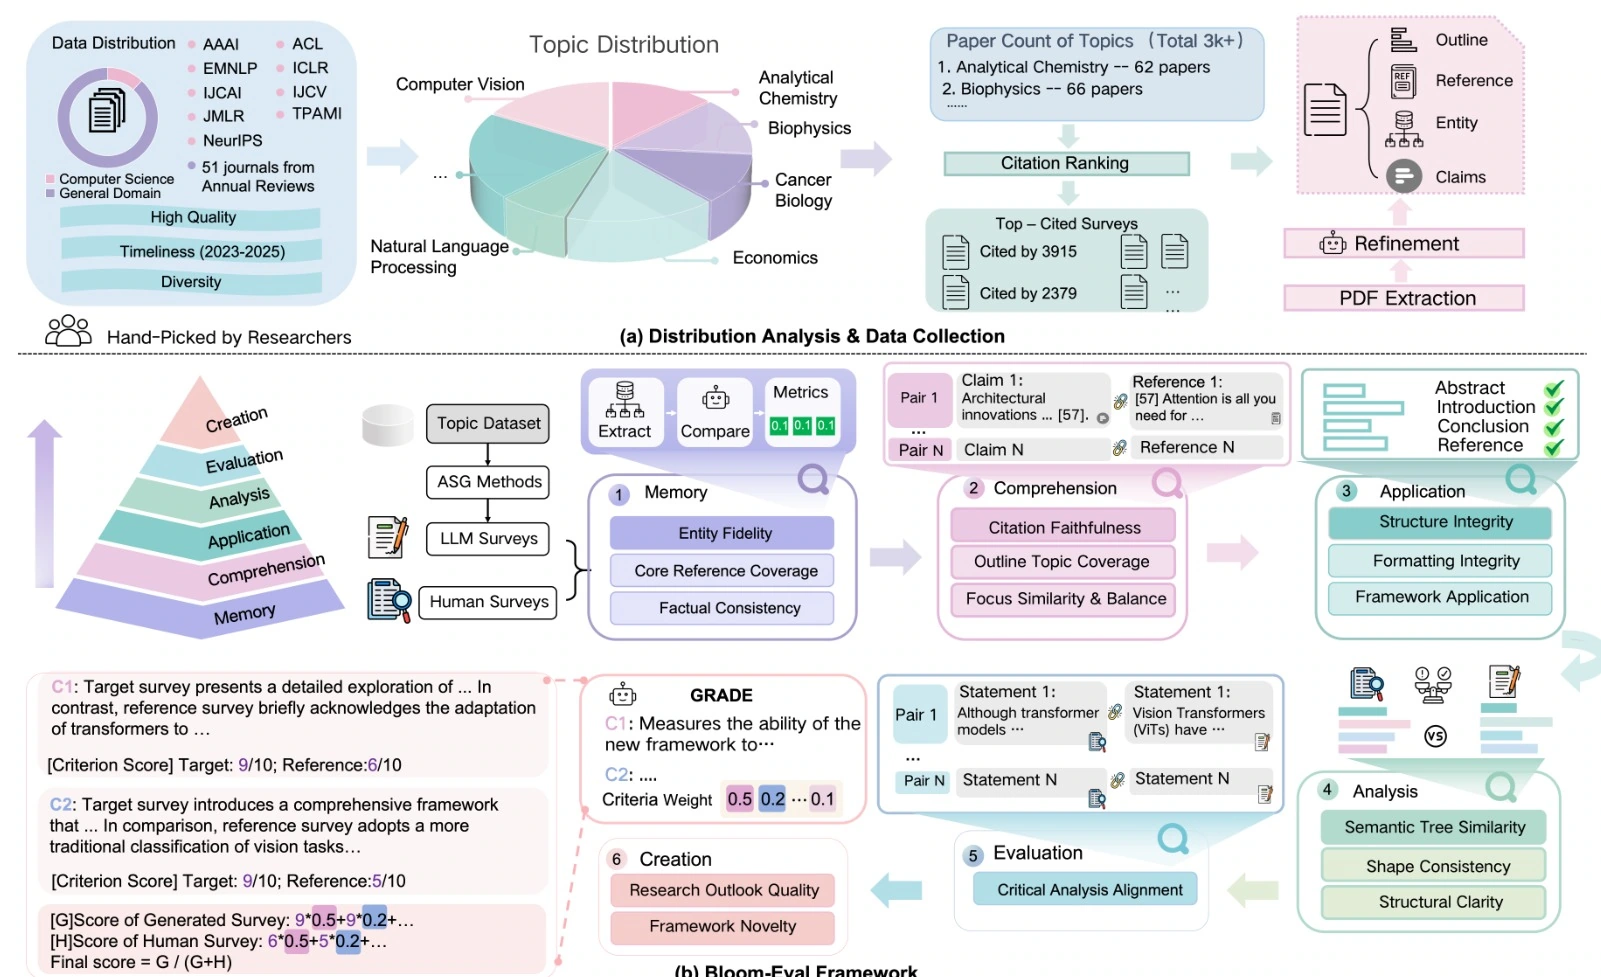 Data Distribution
AAAI
EMNLP
IJCAI
JMLR
NeurIPS
ACL
ICLR
IJCV
TPAMI
51 journals from
Annual Reviews
Computer Science
General Domain
High Quality
Timeliness (2023-2025)
Diversity
Hand-Picked by Researchers
Topic Distribution
Computer Vision
Analytical
Chemistry
Biophysics
Cancer
Biology
Economics
Natural Language
Processing
...
Paper Count of Topics (Total 3k+)
1. Analytical Chemistry -- 62 papers
2. Biophysics -- 66 papers
......
Citation Ranking
Top – Cited Surveys
Cited by 3915
Cited by 2379
...
...
Outline
REF
Reference
Entity
Claims
Refinement
PDF Extraction
(a) Distribution Analysis & Data Collection
Creation
Evaluation
Analysis
Application
Comprehension
Memory
Topic Dataset
ASG Methods
LLM Surveys
Human Surveys
Extract
Compare
Metrics
0.1 0.1 0.1
1 Memory
Entity Fidelity
Core Reference Coverage
Factual Consistency
Pair 1
Claim 1:
Architectural
innovations ... [57].
Reference 1:
[57] Attention is all you
need for ...
...
Pair N
Claim N
Reference N
2 Comprehension
Citation Faithfulness
Outline Topic Coverage
Focus Similarity & Balance
Abstract
Introduction
Conclusion
Reference
3 Application
Structure Integrity
Formatting Integrity
Framework Application
VS
4 Analysis
Semantic Tree Similarity
Shape Consistency
Structural Clarity
Pair 1
Statement 1:
Although transformer
models ...
Statement 1:
Vision Transformers
(ViTs) have ...
...
Pair N
Statement N
Statement N
5 Evaluation
Critical Analysis Alignment
6 Creation
Research Outlook Quality
Framework Novelty
GRADE
C1: Measures the ability of the
new framework to···
C2: ....
Criteria Weight 0.5 0.2 ··· 0.1
C1: Target survey presents a detailed exploration of ... In
contrast, reference survey briefly acknowledges the adaptation
of transformers to ...
[Criterion Score] Target: 9/10; Reference:6/10
C2: Target survey introduces a comprehensive framework
that ... In comparison, reference survey adopts a more
traditional classification of vision tasks...
[Criterion Score] Target: 9/10; Reference:5/10
[G]Score of Generated Survey: 9*0.5+9*0.2+...
[H]Score of Human Survey: 6*0.5+5*0.2+...
Final score = G / (G+H)
(b) Bloom-Eval Framework